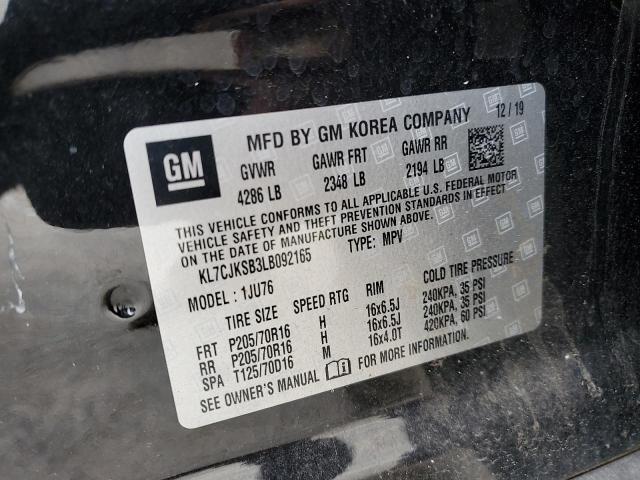 GM
MFD BY GM KOREA COMPANY 12/19
GVWR GAWR FRT GAWR RR
4286 LB 2348 LB 2194 LB
THIS VEHICLE CONFORMS TO ALL APPLICABLE U.S. FEDERAL MOTOR
VEHICLE SAFETY AND THEFT PREVENTION STANDARDS IN EFFECT
ON THE DATE OF MANUFACTURE SHOWN ABOVE.
KL7CJKSB3LB092165 TYPE: MPV
MODEL: 1JU76
TIRE SIZE SPEED RTG RIM COLD TIRE PRESSURE
FRT P205/70R16 H 16x6.5J 240KPA, 35 PSI
RR P205/70R16 H 16x6.5J 240KPA, 35 PSI
SPA T125/70D16 M 16x4.0T 420KPA, 60 PSI
SEE OWNER'S MANUAL FOR MORE INFORMATION.